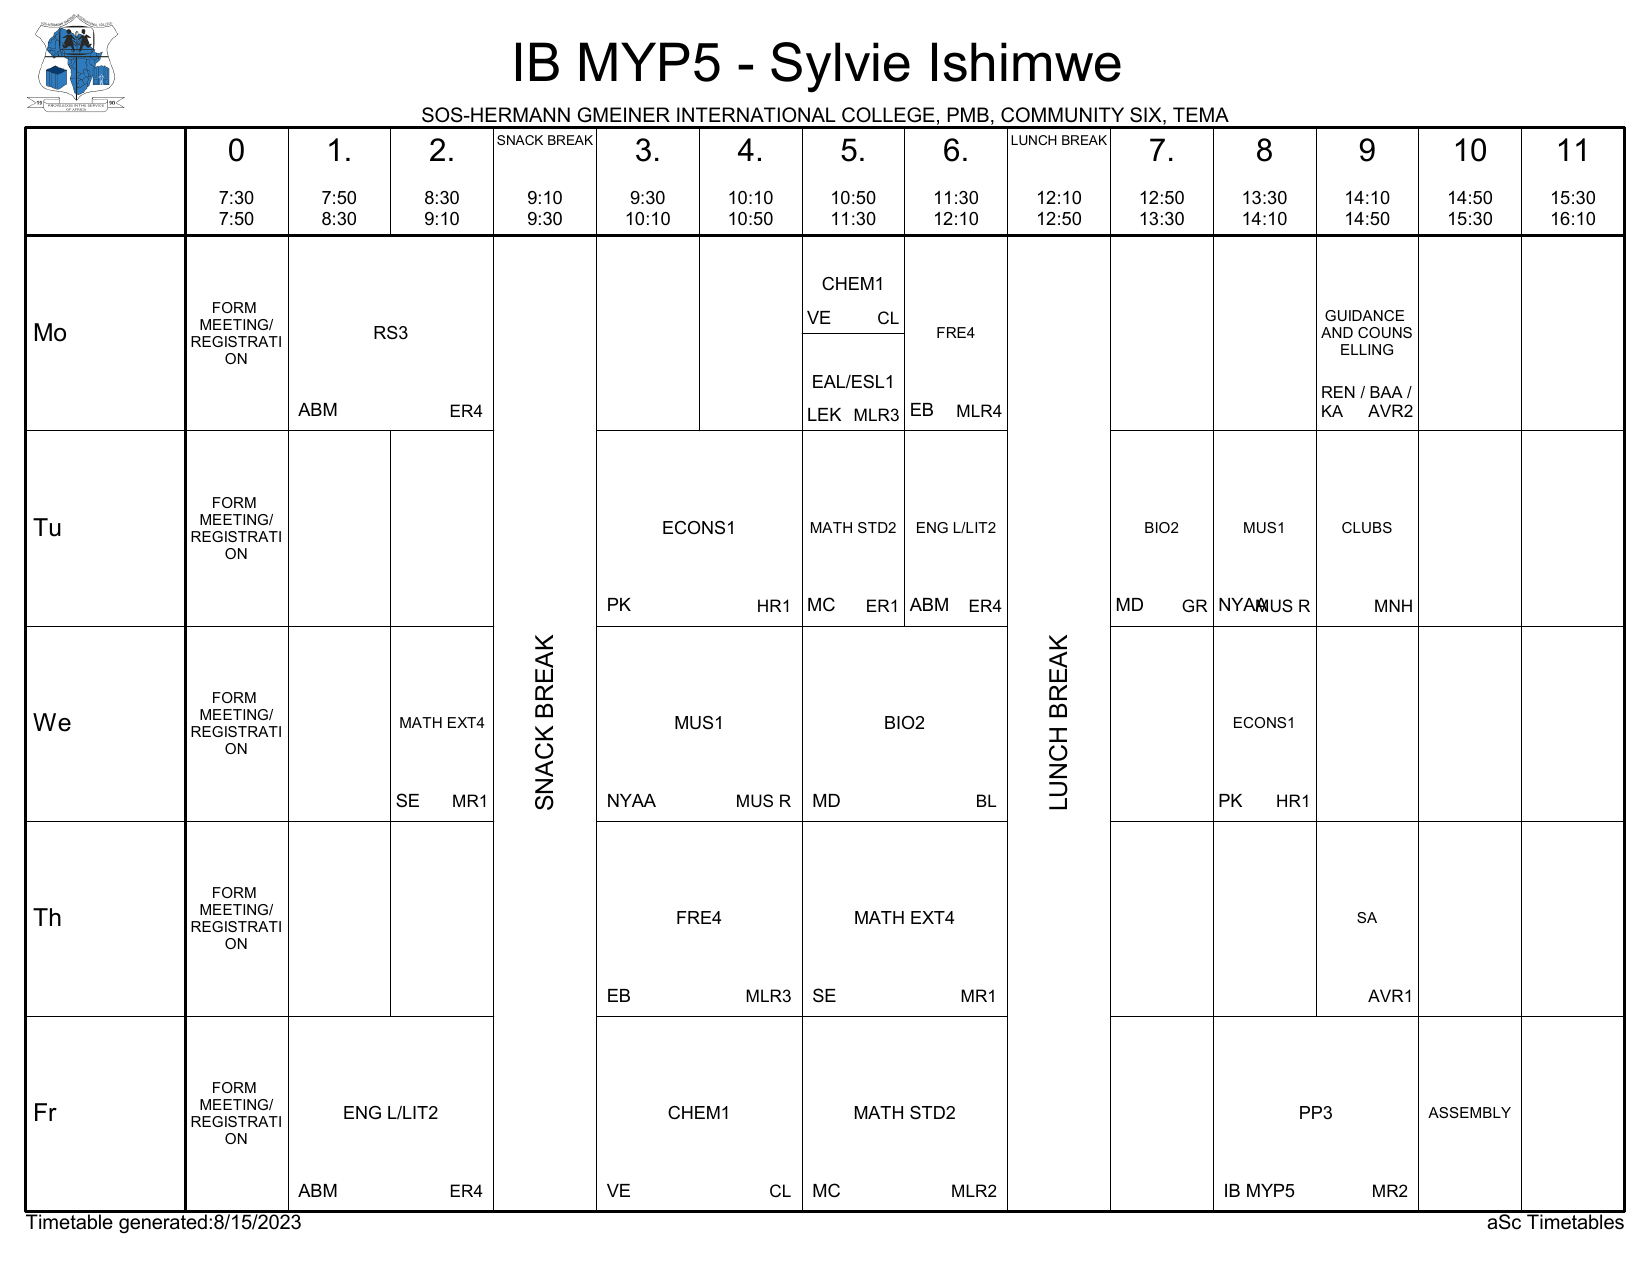 IB MYP5 - Sylvie Ishimwe
SOS-HERMANN GMEINER INTERNATIONAL COLLEGE, PMB, COMMUNITY SIX, TEMA
0 1. 2. SNACK BREAK 3. 4. 5. 6. LUNCH BREAK 7. 8 9 10 11
7:30 7:50 8:30 9:10 9:30 10:10 10:50 11:30 12:10 12:50 13:30 14:10 14:50 15:30
7:50 8:30 9:10 9:30 10:10 10:50 11:30 12:10 12:50 13:30 14:10 14:50 15:30 16:10
Mo
FORM
MEETING/
REGISTRATI
ON
RS3
ABM ER4
CHEM1
VE CL
EAL/ESL1
LEK MLR3
FRE4
EB MLR4
GUIDANCE
AND COUNS
ELLING
REN / BAA /
KA AVR2
Tu
FORM
MEETING/
REGISTRATI
ON
ECONS1
PK HR1
MATH STD2
MC ER1
ENG L/LIT2
ABM ER4
BIO2
MD GR
MUS1
NYAA MUS R
CLUBS
MNH
We
FORM
MEETING/
REGISTRATI
ON
MATH EXT4
SE MR1
SNACK BREAK
MUS1
NYAA MUS R
BIO2
MD BL
LUNCH BREAK
ECONS1
PK HR1
Th
FORM
MEETING/
REGISTRATI
ON
FRE4
EB MLR3
MATH EXT4
SE MR1
SA
AVR1
Fr
FORM
MEETING/
REGISTRATI
ON
ENG L/LIT2
ABM ER4
CHEM1
VE CL
MATH STD2
MC MLR2
PP3
IB MYP5 MR2
ASSEMBLY
Timetable generated:8/15/2023
aSc Timetables